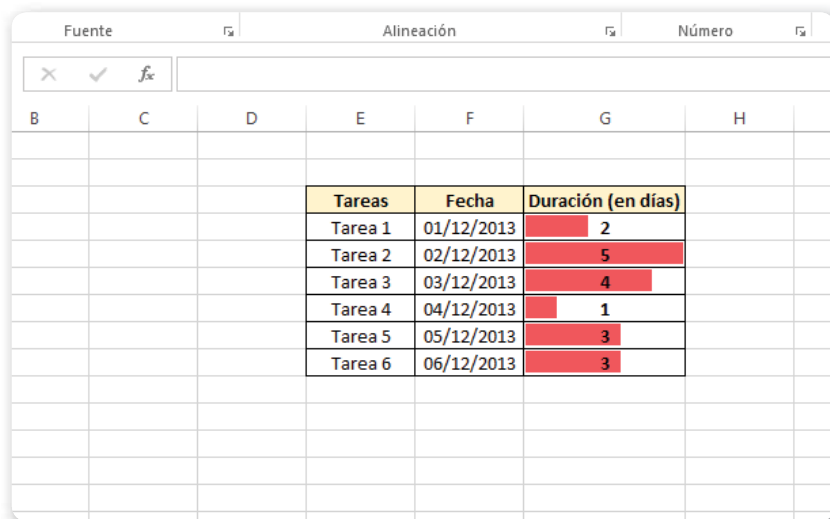 Fuente Alineación Número
fx
B C D E F G H
Tareas Fecha Duración (en días)
Tarea 1 01/12/2013 2
Tarea 2 02/12/2013 5
Tarea 3 03/12/2013 4
Tarea 4 04/12/2013 1
Tarea 5 05/12/2013 3
Tarea 6 06/12/2013 3